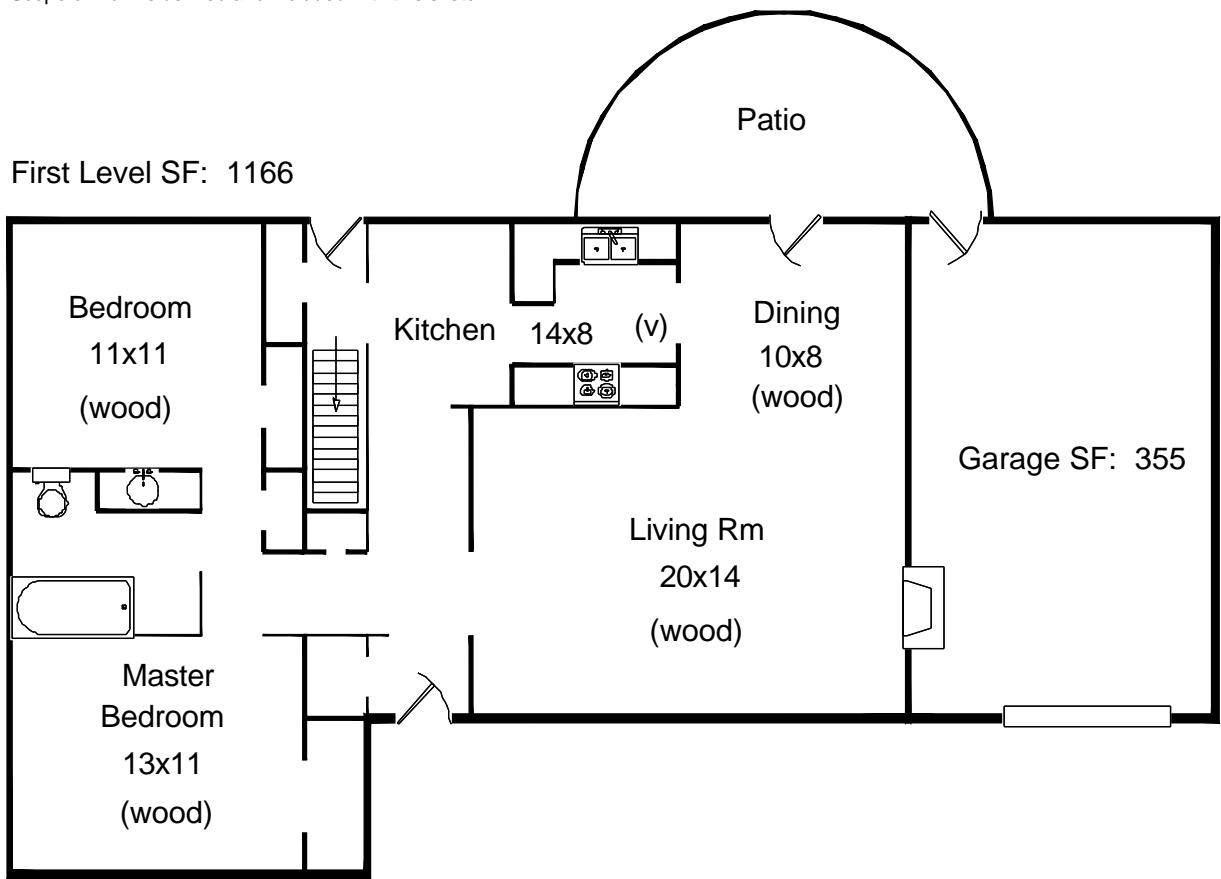 Patio
First Level SF: 1166
Bedroom
11x11
(wood)
Kitchen 14x8 (v)
Dining
10x8
(wood)
Garage SF: 355
Living Rm
20x14
(wood)
Master
Bedroom
13x11
(wood)